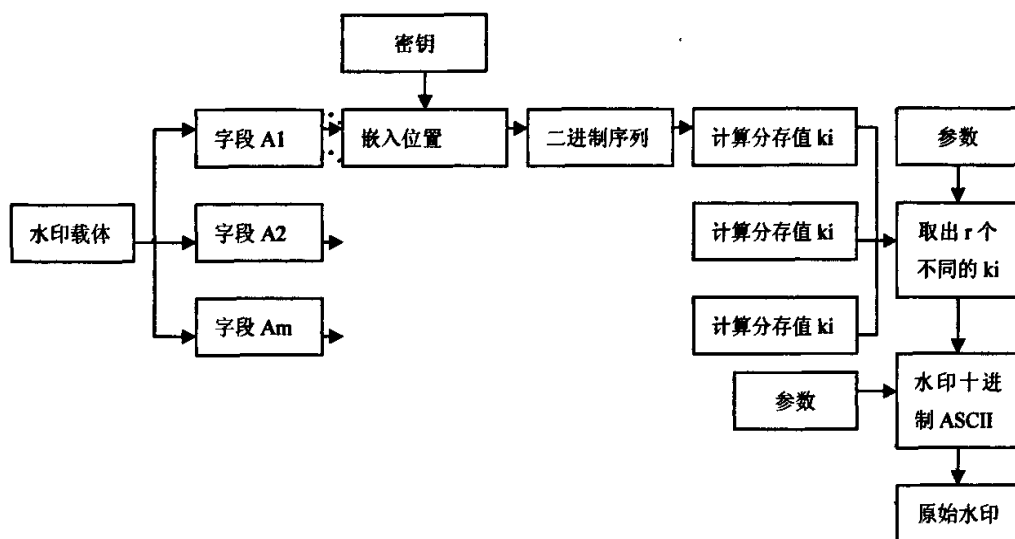 密钥
字段 A1
嵌入位置
二进制序列
计算分存值 ki
参数
水印载体
字段 A2
计算分存值 ki
取出 r 个
不同的 ki
字段 Am
计算分存值 ki
参数
水印十进
制 ASCII
原始水印